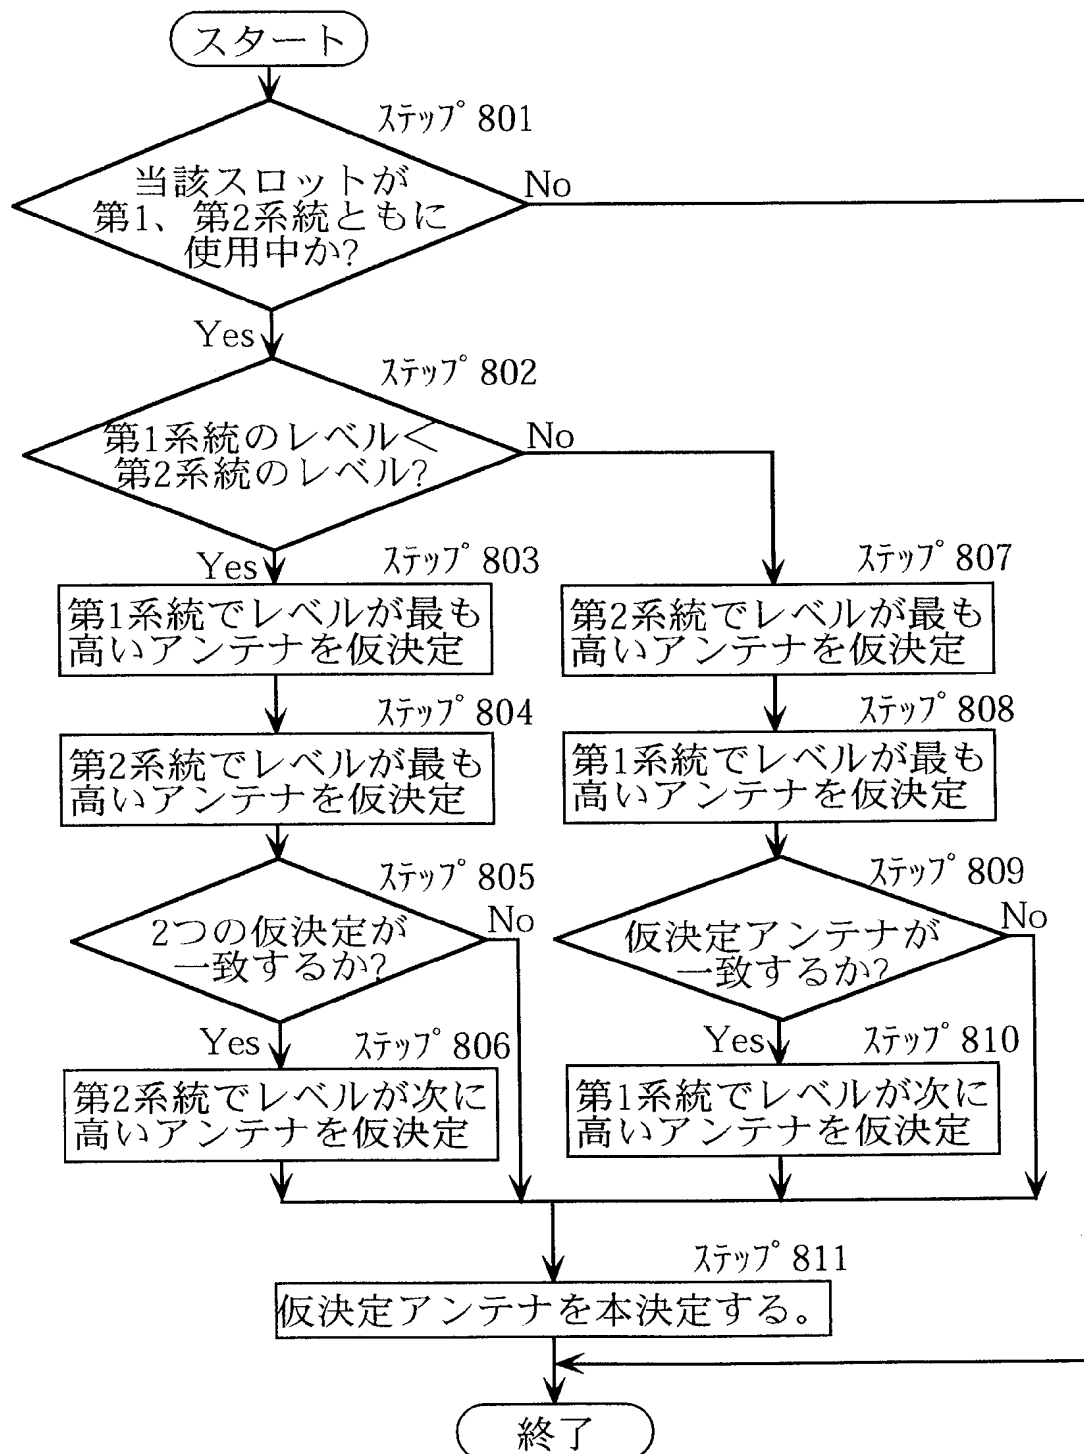 スタート
ステップ 801
当該スロットが
第1、第2系統ともに
使用中か?
No
Yes
ステップ 802
第1系統のレベル<
第2系統のレベル?
No
Yes
ステップ 803
第1系統でレベルが最も
高いアンテナを仮決定
ステップ 807
第2系統でレベルが最も
高いアンテナを仮決定
ステップ 804
第2系統でレベルが最も
高いアンテナを仮決定
ステップ 808
第1系統でレベルが最も
高いアンテナを仮決定
ステップ 805
2つの仮決定が
一致するか?
No
Yes
ステップ 809
仮決定アンテナが
一致するか?
No
Yes
ステップ 806
第2系統でレベルが次に
高いアンテナを仮決定
ステップ 810
第1系統でレベルが次に
高いアンテナを仮決定
ステップ 811
仮決定アンテナを本決定する。
終了